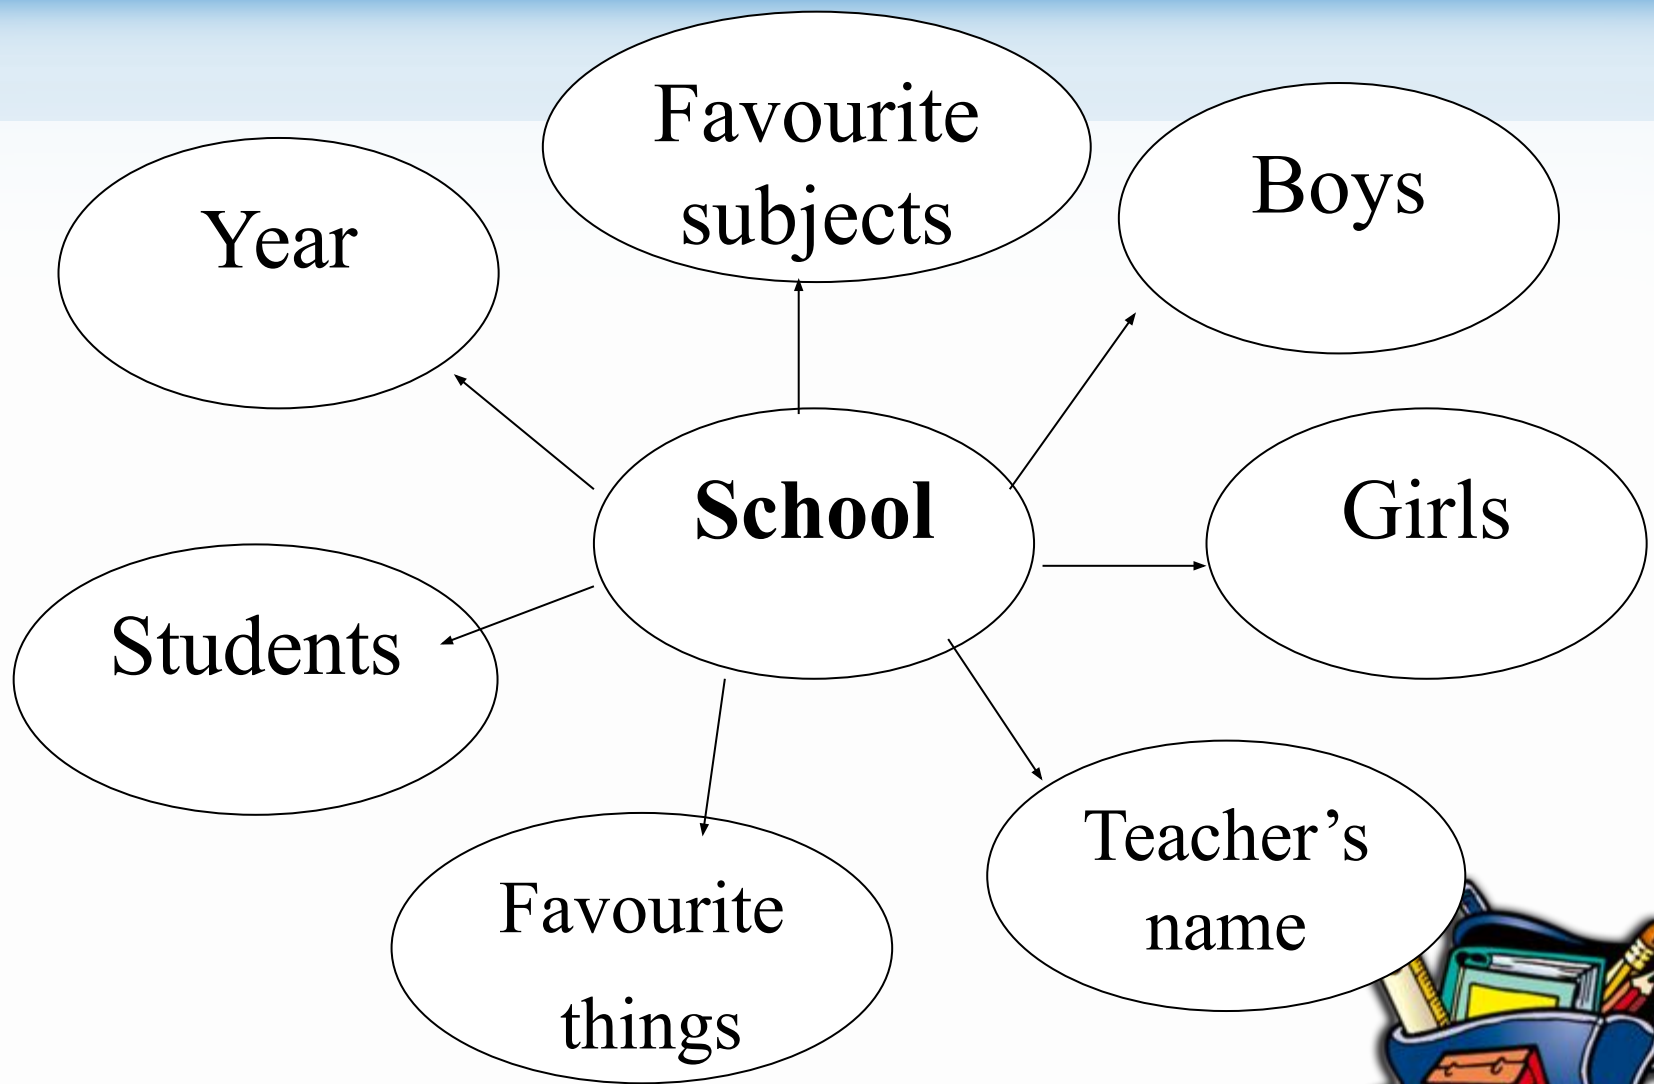 Favourite
subjects
Boys
Year
School
Girls
Students
Teacher’s
name
Favourite
things